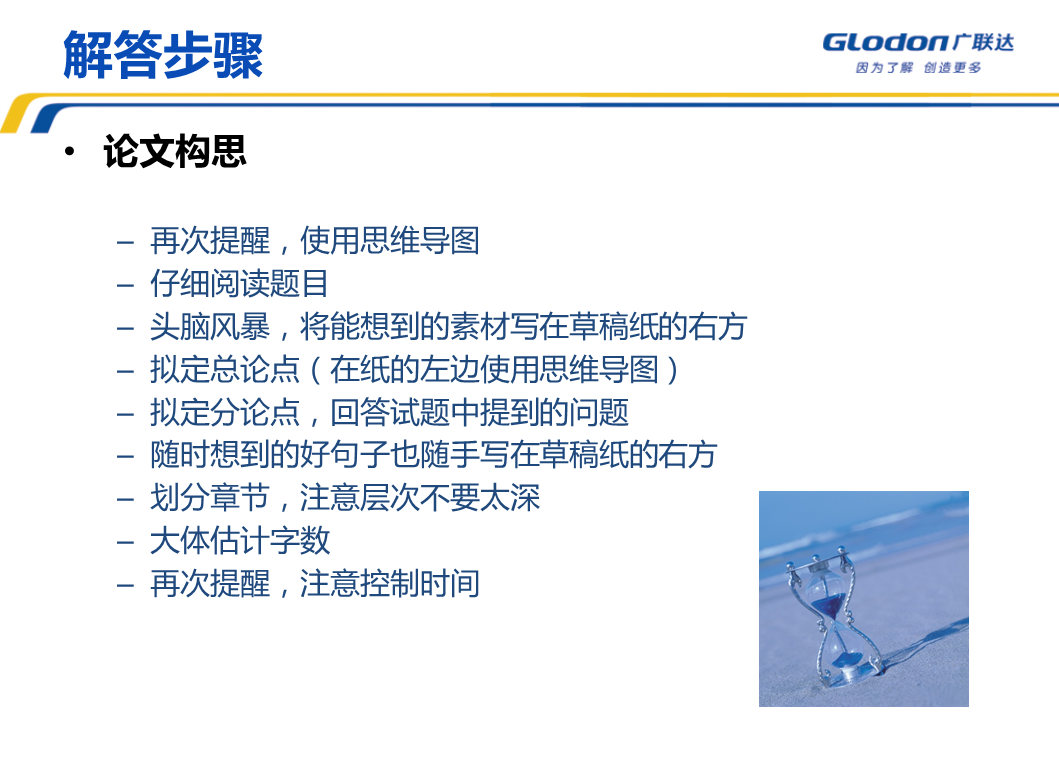 解答步骤
GLodon广联达
因为了解 创造更多
• 论文构思
– 再次提醒，使用思维导图
– 仔细阅读题目
– 头脑风暴，将能想到的素材写在草稿纸的右方
– 拟定总论点（在纸的左边使用思维导图）
– 拟定分论点，回答试题中提到的问题
– 随时想到的好句子也随手写在草稿纸的右方
– 划分章节，注意层次不要太深
– 大体估计字数
– 再次提醒，注意控制时间